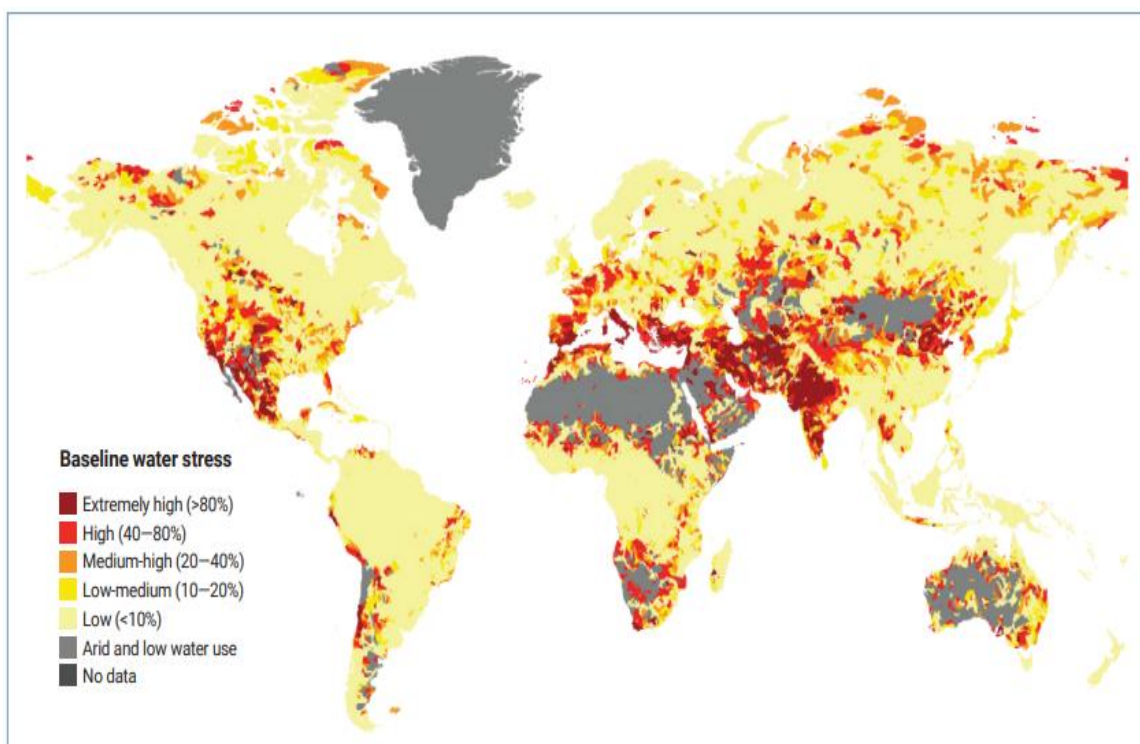 Baseline water stress
Extremely high (>80%)
High (40–80%)
Medium-high (20–40%)
Low-medium (10–20%)
Low (<10%)
Arid and low water use
No data